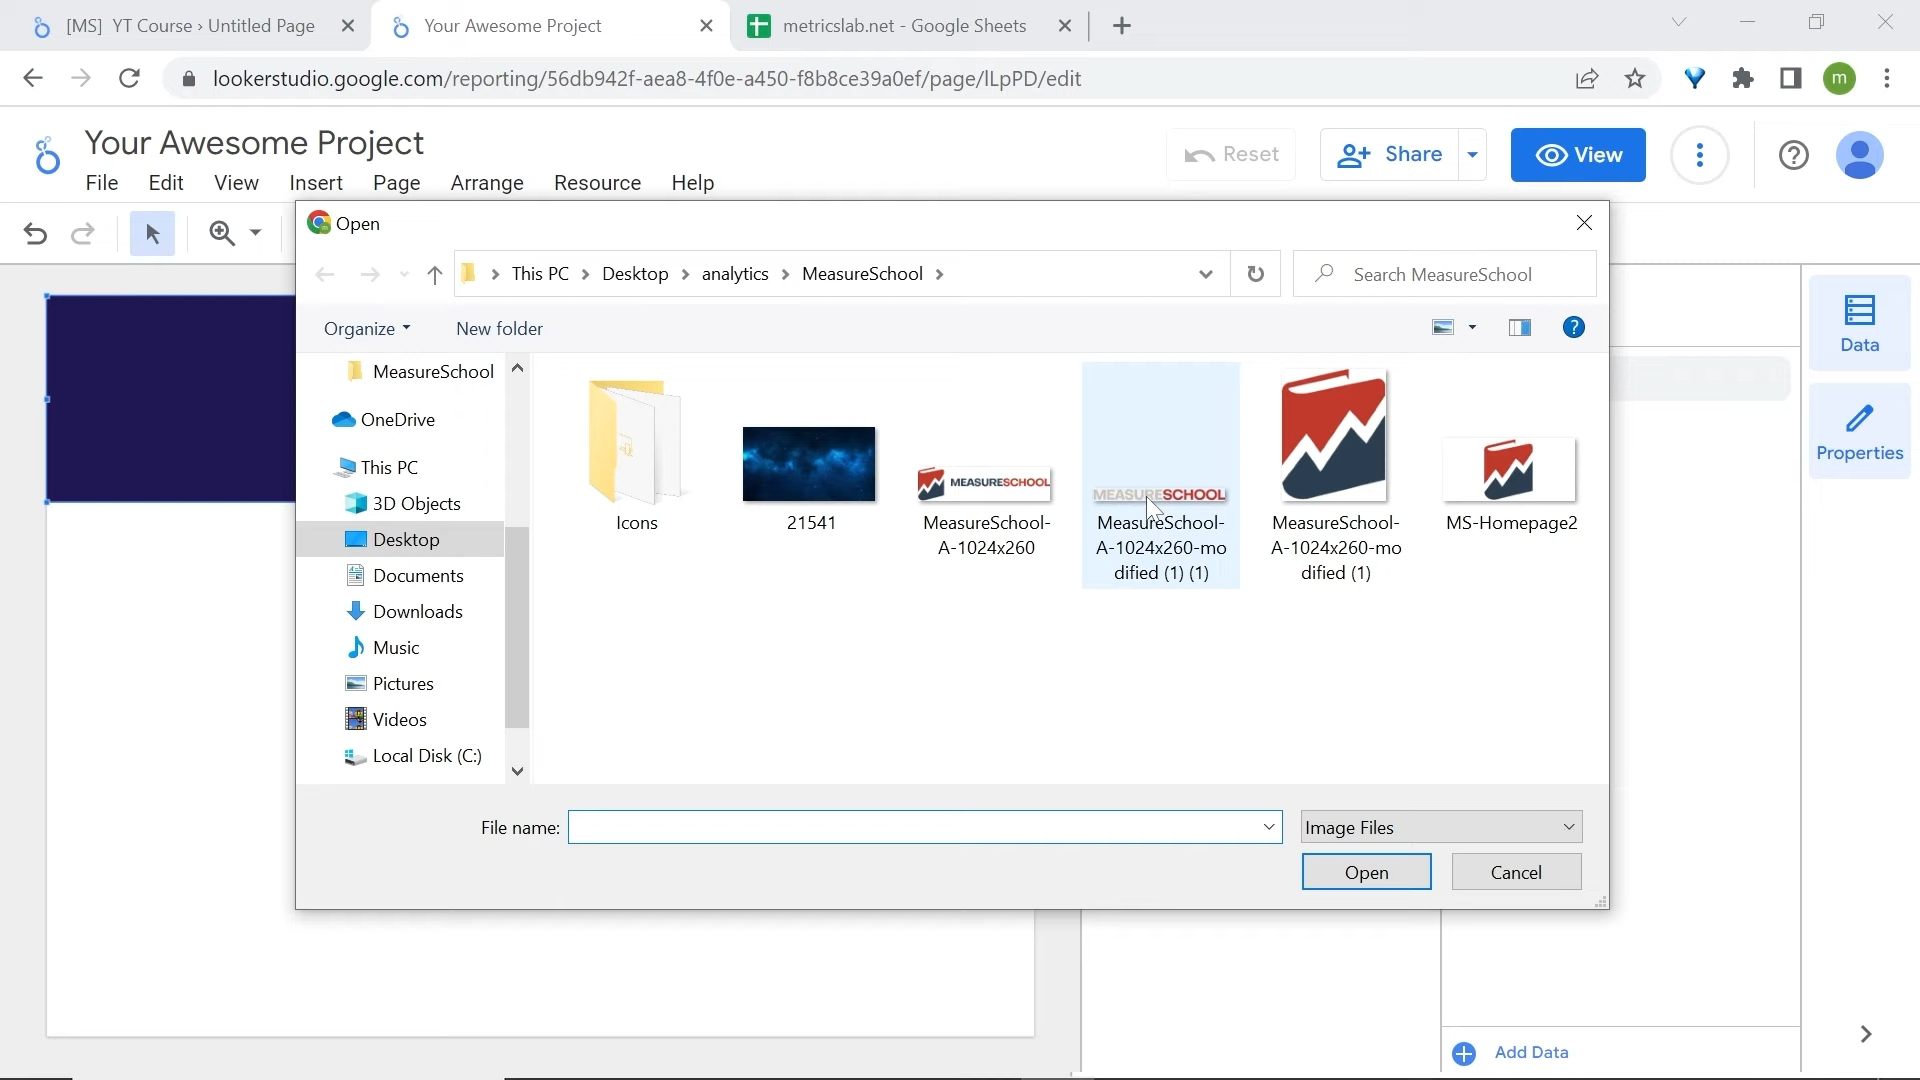 [MS] YT Course › Untitled Page
Your Awesome Project
metricslab.net - Google Sheets
lookerstudio.google.com/reporting/56db942f-aea8-4f0e-a450-f8b8ce39a0ef/page/lLpPD/edit
m
Your Awesome Project
File Edit View Insert Page Arrange Resource Help
Reset
Share
View
Open
This PC › Desktop › analytics › MeasureSchool ›
Search MeasureSchool
Organize
New folder
MeasureSchool
OneDrive
This PC
3D Objects
Desktop
Documents
Downloads
Music
Pictures
Videos
Local Disk (C:)
Icons
21541
MEASURESCHOOL
MeasureSchool-
A-1024x260
MEASURESCHOOL
MeasureSchool-
A-1024x260-mo
dified (1) (1)
MeasureSchool-
A-1024x260-mo
dified (1)
MS-Homepage2
File name:
Image Files
Open
Cancel
Data
Properties
Add Data